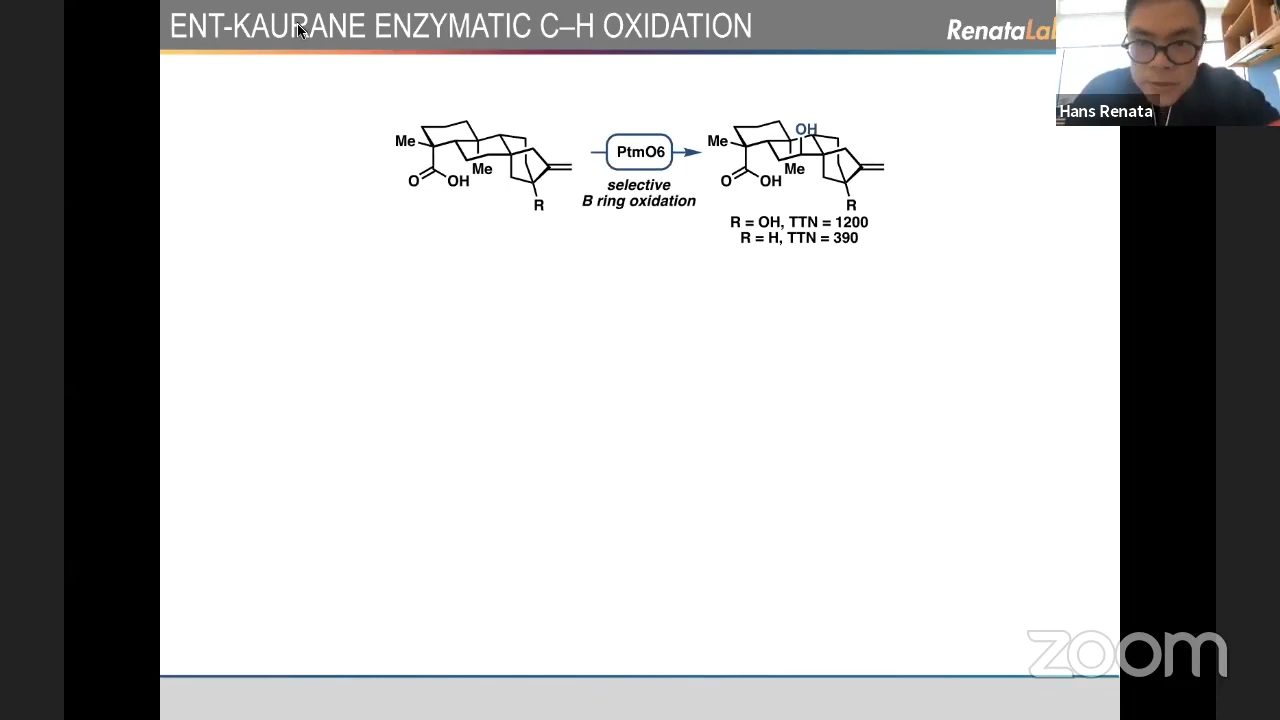 ENT-KAURANE ENZYMATIC C–H OXIDATION
RenataLab
Hans Renata
Me
O
OH
Me
R
PtmO6
selective
B ring oxidation
OH
Me
O
OH
Me
R
R = OH, TTN = 1200
R = H, TTN = 390
zoom